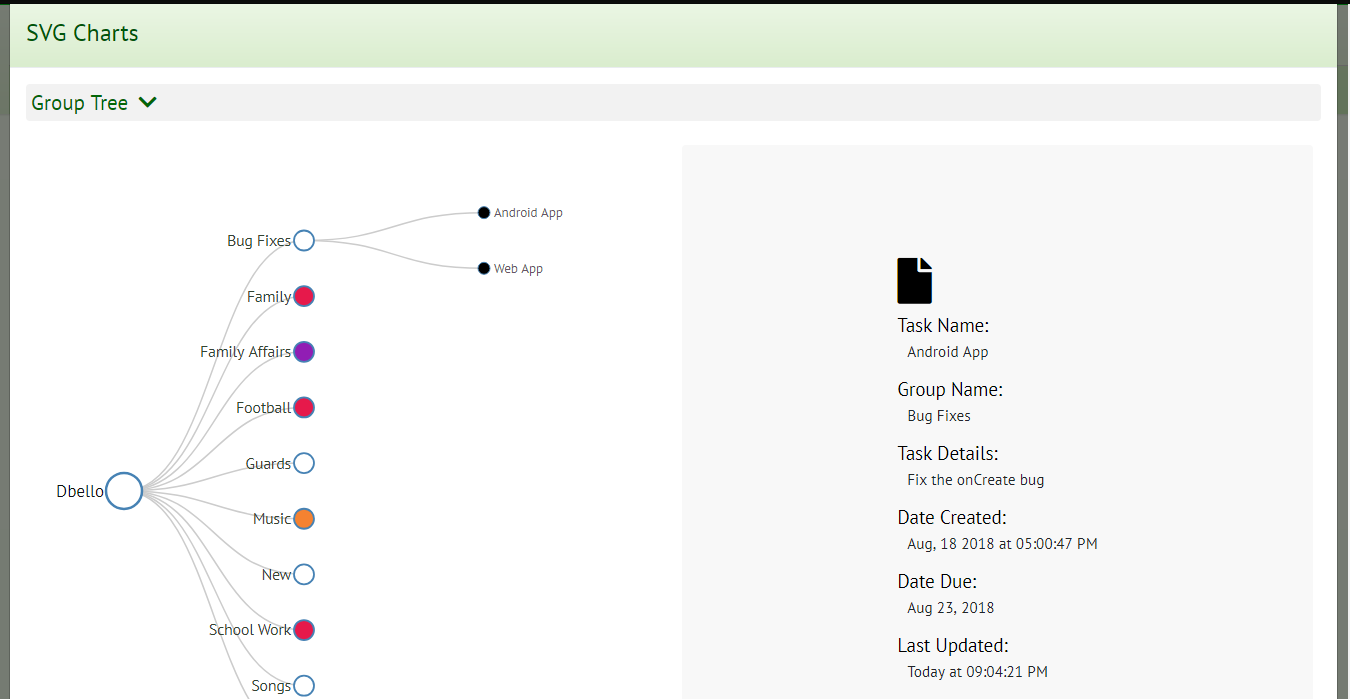 SVG Charts
Group Tree
Android App
Bug Fixes
Web App
Family
Family Affairs
Football
Guards
Dbello
Music
New
School Work
Songs
Task Name:
Android App
Group Name:
Bug Fixes
Task Details:
Fix the onCreate bug
Date Created:
Aug, 18 2018 at 05:00:47 PM
Date Due:
Aug 23, 2018
Last Updated:
Today at 09:04:21 PM